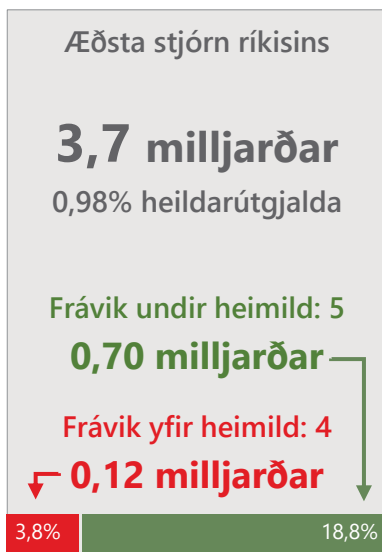 Æðsta stjórn ríkisins
3,7 milljarðar
0,98% heildarútgjalda
Frávik undir heimild: 5
0,70 milljarðar
Frávik yfir heimild: 4
0,12 milljarðar
3,8% 18,8%